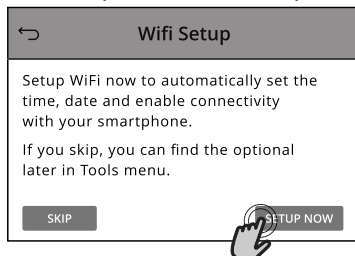 Wifi Setup
Setup WiFi now to automatically set the
time, date and enable connectivity
with your smartphone.
If you skip, you can find the optional
later in Tools menu.
SKIP
SETUP NOW